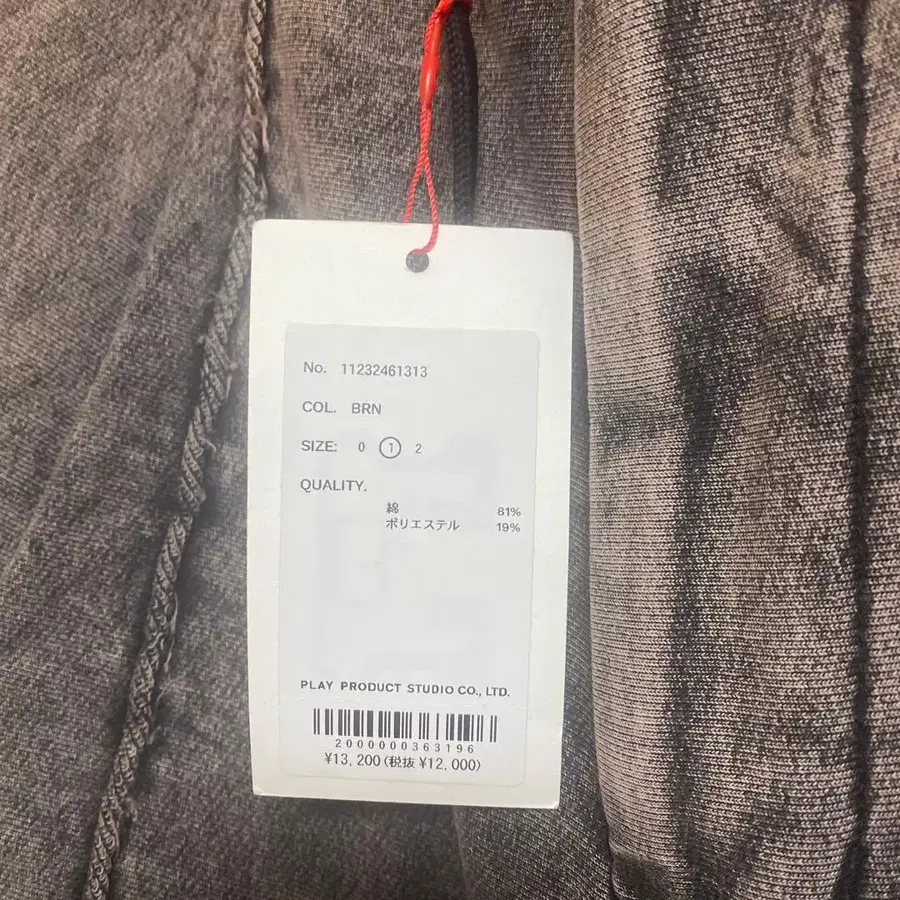 No. 11232461313
COL. BRN
SIZE: 0 1 2
QUALITY.
綿 81%
ポリエステル 19%
PLAY PRODUCT STUDIO CO., LTD.
2000000363196
¥13,200(税抜 ¥12,000)